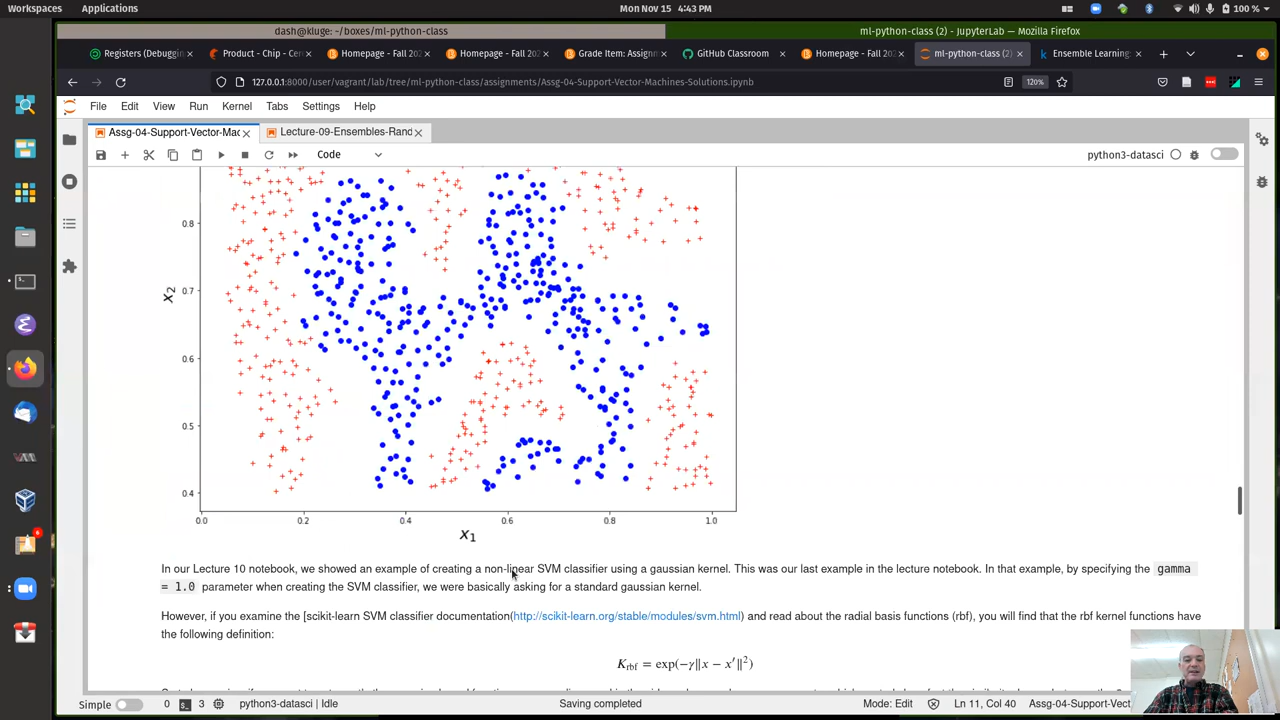 Workspaces Applications Mon Nov 15 4:43 PM 100 %
dash@kluge: ~/boxes/ml-python-class ml-python-class (2) - JupyterLab — Mozilla Firefox
Registers (Debuggin Product - Chip - Cer Homepage - Fall 202 Homepage - Fall 202 Grade Item: Assignm GitHub Classroom Homepage - Fall 202 ml-python-class (2) Ensemble Learning:
127.0.0.1:8000/user/vagrant/lab/tree/ml-python-class/assignments/Assg-04-Support-Vector-Machines-Solutions.ipynb 120%
File Edit View Run Kernel Tabs Settings Help
Assg-04-Support-Vector-Mac Lecture-09-Ensembles-Rand
Code python3-datasci
0.8
0.7
x₂
0.6
0.5
0.4
0.0 0.2 0.4 0.6 0.8 1.0
x₁
In our Lecture 10 notebook, we showed an example of creating a non-linear SVM classifier using a gaussian kernel. This was our last example in the lecture notebook. In that example, by specifying the gamma
= 1.0 parameter when creating the SVM classifier, we were basically asking for a standard gaussian kernel.
However, if you examine the [scikit-learn SVM classifier documentation(http://scikit-learn.org/stable/modules/svm.html) and read about the radial basis functions (rbf), you will find that the rbf kernel functions have
the following definition:
K_rbf = exp(−γ‖x − x′‖²)
Simple 0 3 python3-datasci | Idle Saving completed Mode: Edit Ln 11, Col 40 Assg-04-Support-Vect